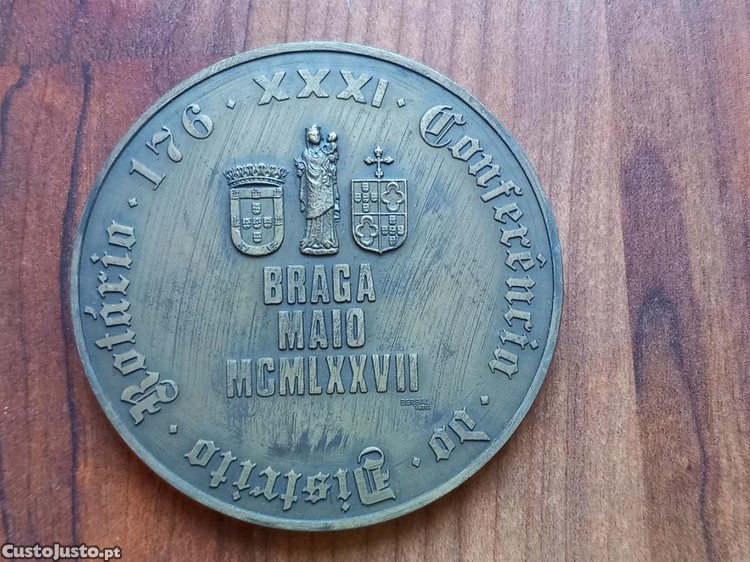 · XXXI · Conferência · do · Distrito · Rotário · 176
BRAGA
MAIO
MCMLXXVII
CustoJusto.pt